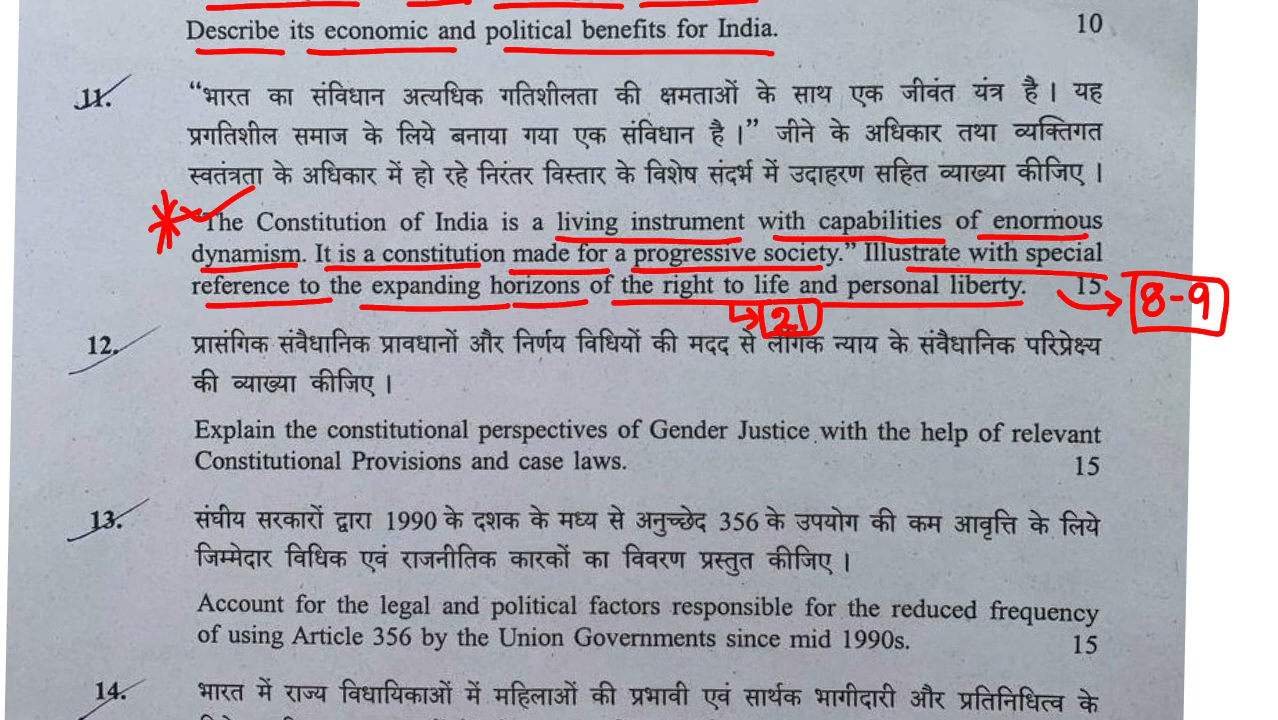 Describe its economic and political benefits for India. 10
11. “भारत का संविधान अत्यधिक गतिशीलता की क्षमताओं के साथ एक जीवंत यंत्र है । यह
प्रगतिशील समाज के लिये बनाया गया एक संविधान है ।” जीने के अधिकार तथा व्यक्तिगत
स्वतंत्रता के अधिकार में हो रहे निरंतर विस्तार के विशेष संदर्भ में उदाहरण सहित व्याख्या कीजिए ।
“The Constitution of India is a living instrument with capabilities of enormous
dynamism. It is a constitution made for a progressive society.” Illustrate with special
reference to the expanding horizons of the right to life and personal liberty. 15
8-9
21
12. प्रासंगिक संवैधानिक प्रावधानों और निर्णय विधियों की मदद से लैंगिक न्याय के संवैधानिक परिप्रेक्ष्य
की व्याख्या कीजिए ।
Explain the constitutional perspectives of Gender Justice with the help of relevant
Constitutional Provisions and case laws. 15
13. संघीय सरकारों द्वारा 1990 के दशक के मध्य से अनुच्छेद 356 के उपयोग की कम आवृत्ति के लिये
जिम्मेदार विधिक एवं राजनीतिक कारकों का विवरण प्रस्तुत कीजिए ।
Account for the legal and political factors responsible for the reduced frequency
of using Article 356 by the Union Governments since mid 1990s. 15
14. भारत में राज्य विधायिकाओं में महिलाओं की प्रभावी एवं सार्थक भागीदारी और प्रतिनिधित्व के